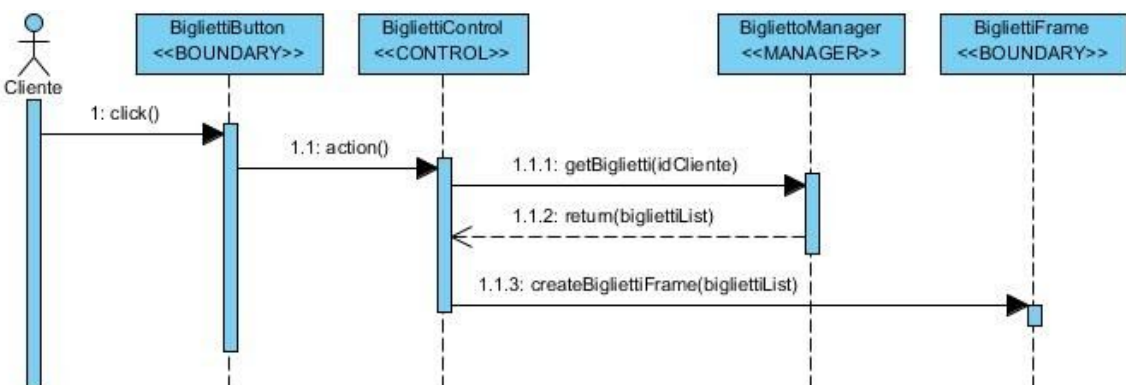 BigliettiButton
<<BOUNDARY>>
BigliettiControl
<<CONTROL>>
BigliettoManager
<<MANAGER>>
BigliettiFrame
<<BOUNDARY>>
Cliente
1: click()
1.1: action()
1.1.1: getBiglietti(idCliente)
1.1.2: return(bigliettiList)
1.1.3: createBigliettiFrame(bigliettiList)